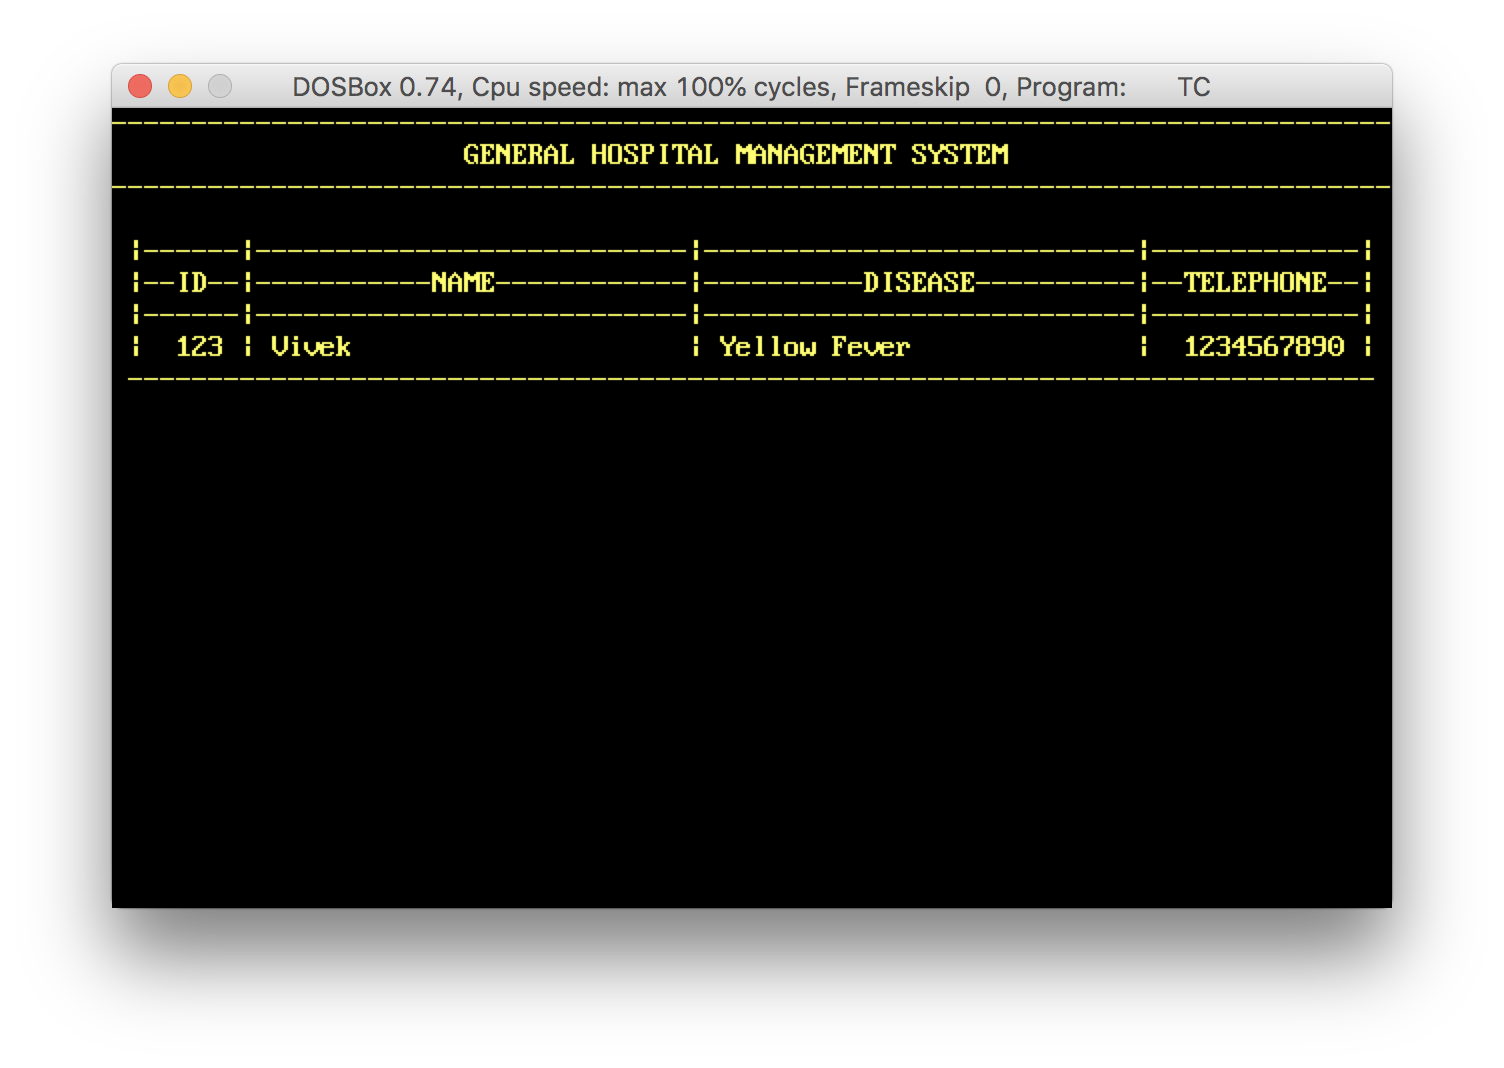 DOSBox 0.74, Cpu speed: max 100% cycles, Frameskip  0, Program:       TC
--------------------------------------------------------------------------------
GENERAL HOSPITAL MANAGEMENT SYSTEM
--------------------------------------------------------------------------------
¦------¦---------------------------¦---------------------------¦-------------¦
¦--ID--¦-----------NAME------------¦----------DISEASE----------¦--TELEPHONE--¦
¦------¦---------------------------¦---------------------------¦-------------¦
¦  123 ¦ Vivek                     ¦ Yellow Fever              ¦  1234567890 ¦
------------------------------------------------------------------------------